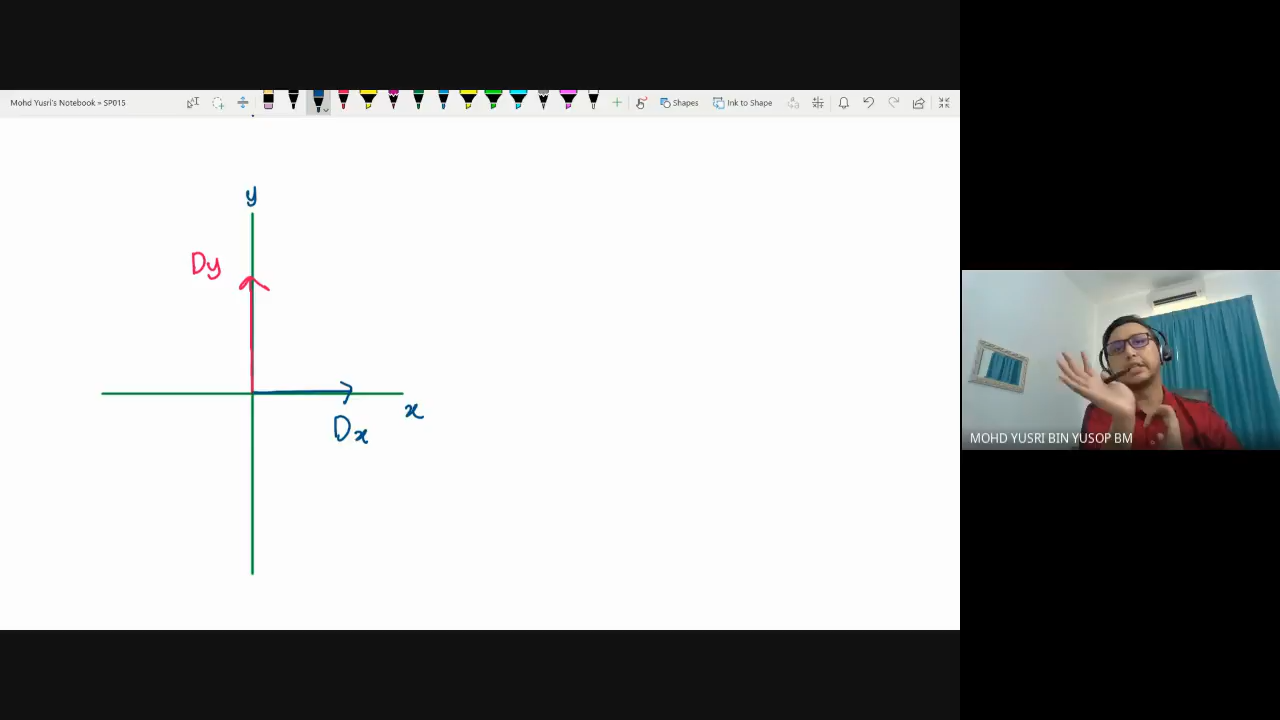 Mohd Yusri's Notebook » SP015
Shapes
Ink to Shape
y
Dy
x
Dx
MOHD YUSRI BIN YUSOP BM